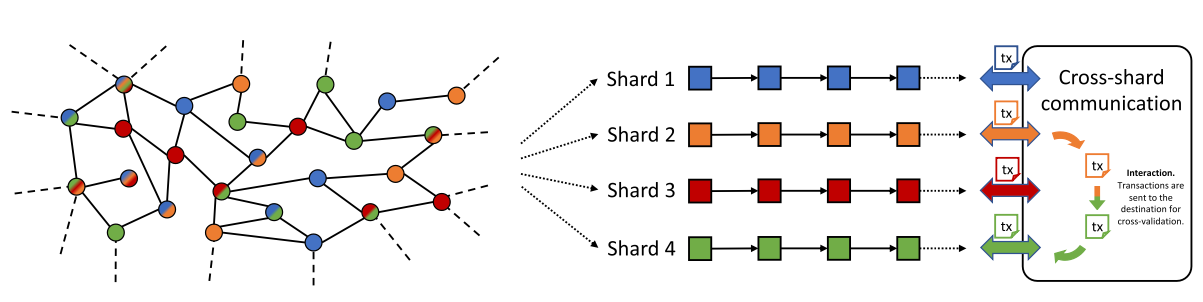 Shard 1
Shard 2
Shard 3
Shard 4
tx
tx
tx
tx
Cross-shard
communication
tx
tx
Interaction.
Transactions are
sent to the
destination for
cross-validation.